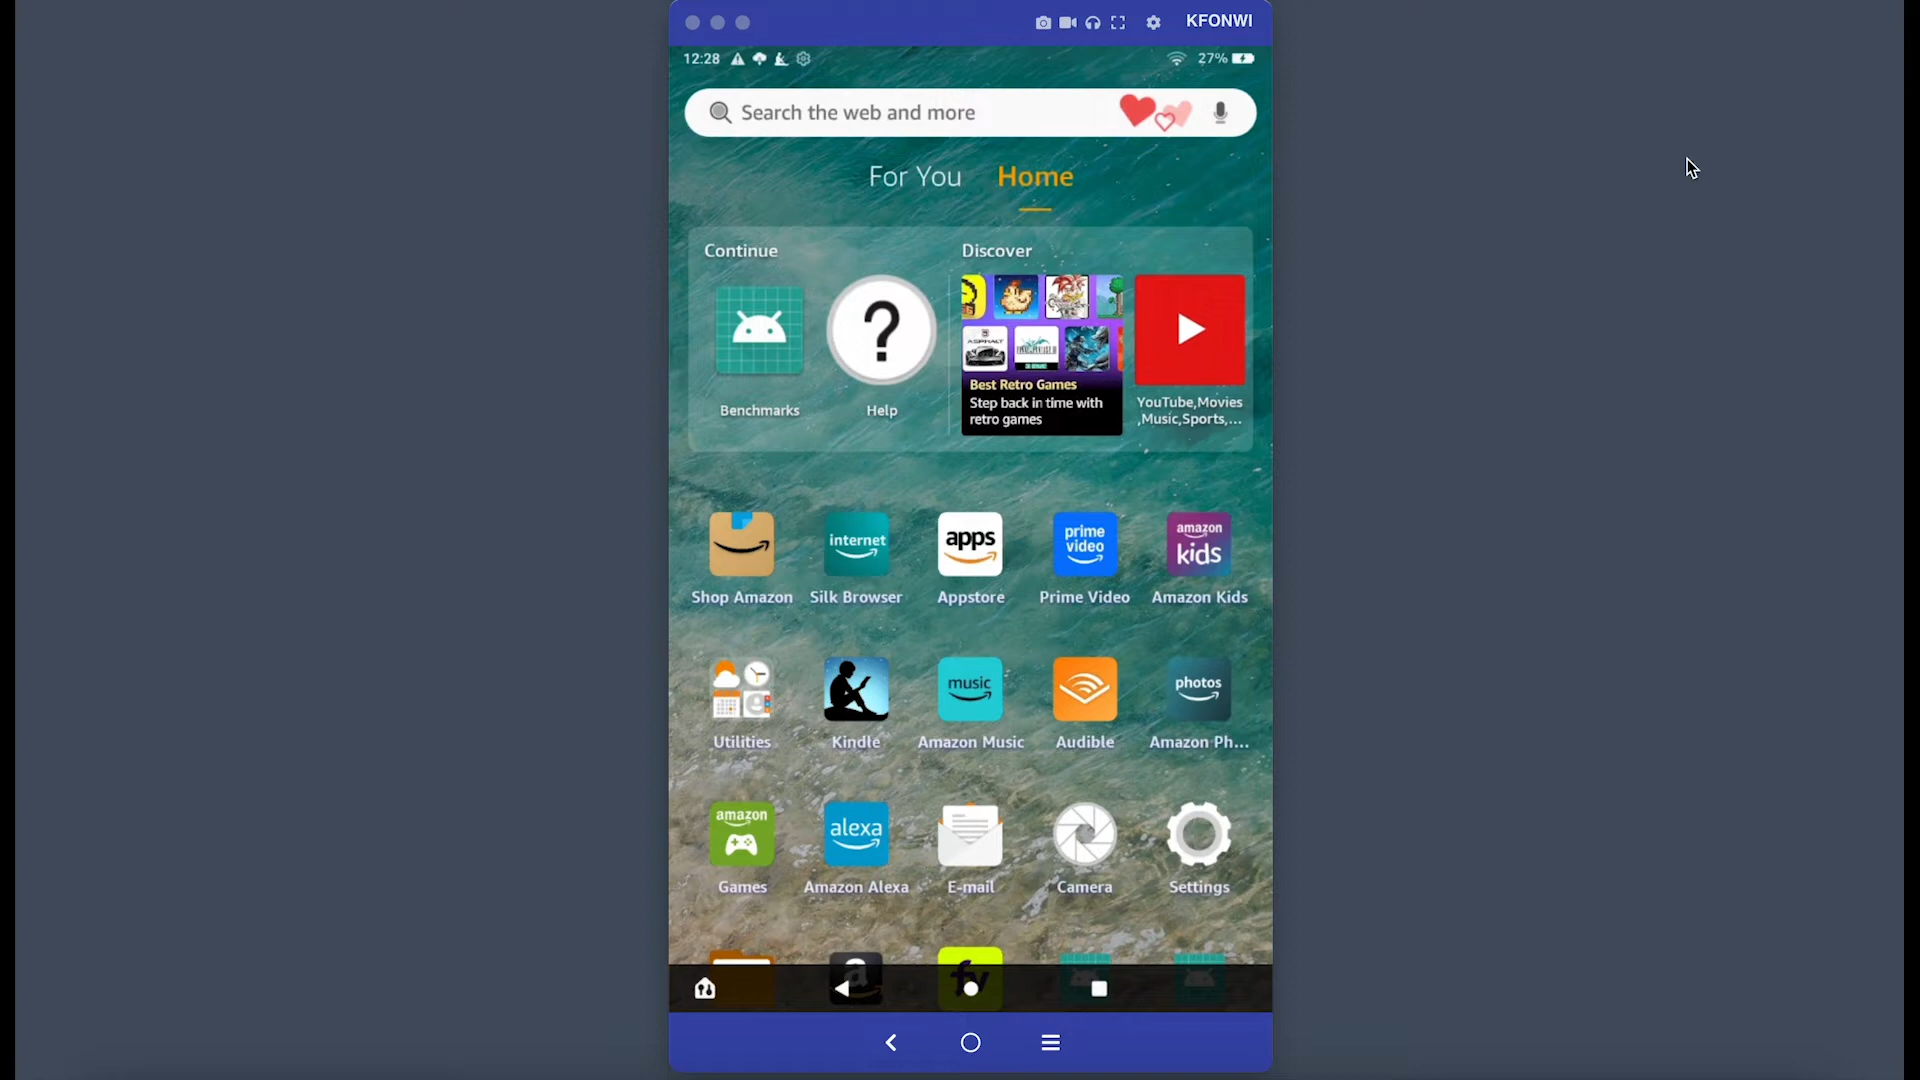 KFONWI
12:28
27%
Search the web and more
For You Home
Continue
Discover
ASPHALT
Best Retro Games
Step back in time with
retro games
YouTube,Movies
,Music,Sports,...
Benchmarks
?
Help
internet
apps
prime
video
amazon
kids
Shop Amazon
Silk Browser
Appstore
Prime Video
Amazon Kids
music
photos
Utilities
Kindle
Amazon Music
Audible
Amazon Ph...
amazon
alexa
Games
Amazon Alexa
E-mail
Camera
Settings
a